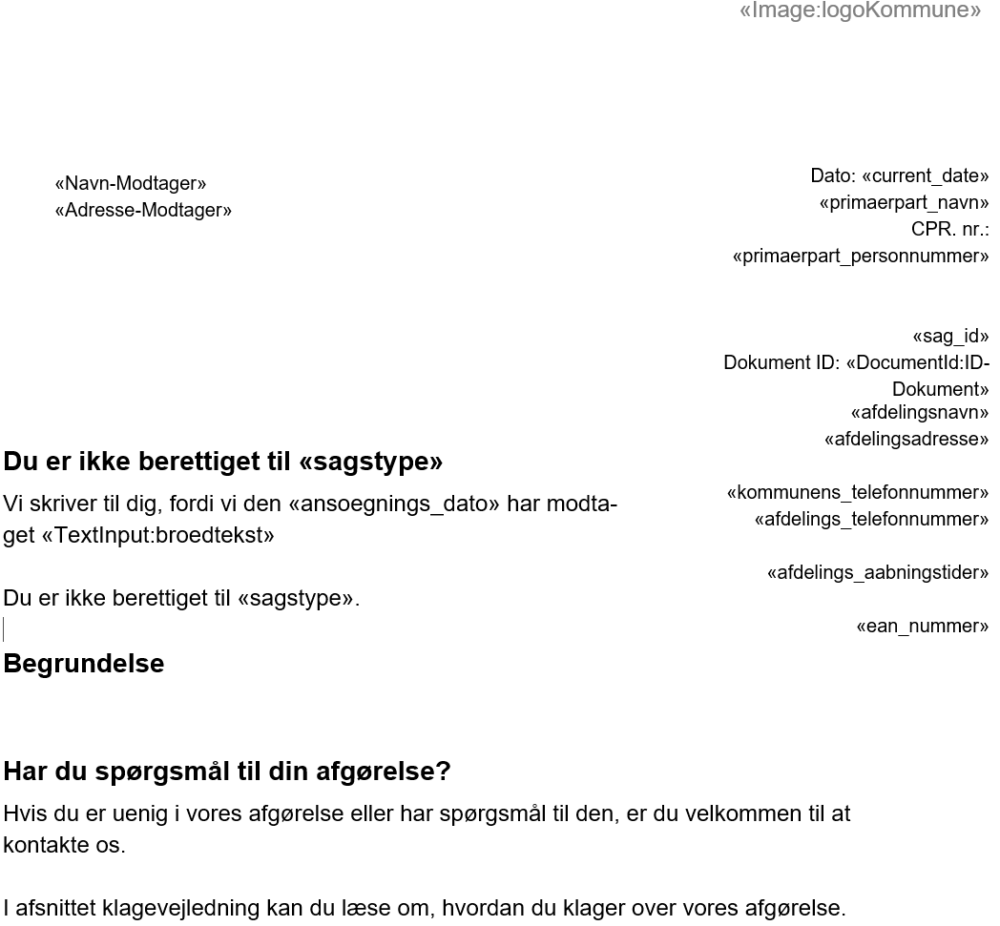 «Image:logoKommune»
«Navn-Modtager»
«Adresse-Modtager»
Dato: «current_date»
«primaerpart_navn»
CPR. nr.:
«primaerpart_personnummer»
«sag_id»
Dokument ID: «DocumentId:ID-
Dokument»
«afdelingsnavn»
«afdelingsadresse»
«kommunens_telefonnummer»
«afdelings_telefonnummer»
«afdelings_aabningstider»
«ean_nummer»
Du er ikke berettiget til «sagstype»
Vi skriver til dig, fordi vi den «ansoegnings_dato» har modta-
get «TextInput:broedtekst»
Du er ikke berettiget til «sagstype».
Begrundelse
Har du spørgsmål til din afgørelse?
Hvis du er uenig i vores afgørelse eller har spørgsmål til den, er du velkommen til at
kontakte os.
I afsnittet klagevejledning kan du læse om, hvordan du klager over vores afgørelse.